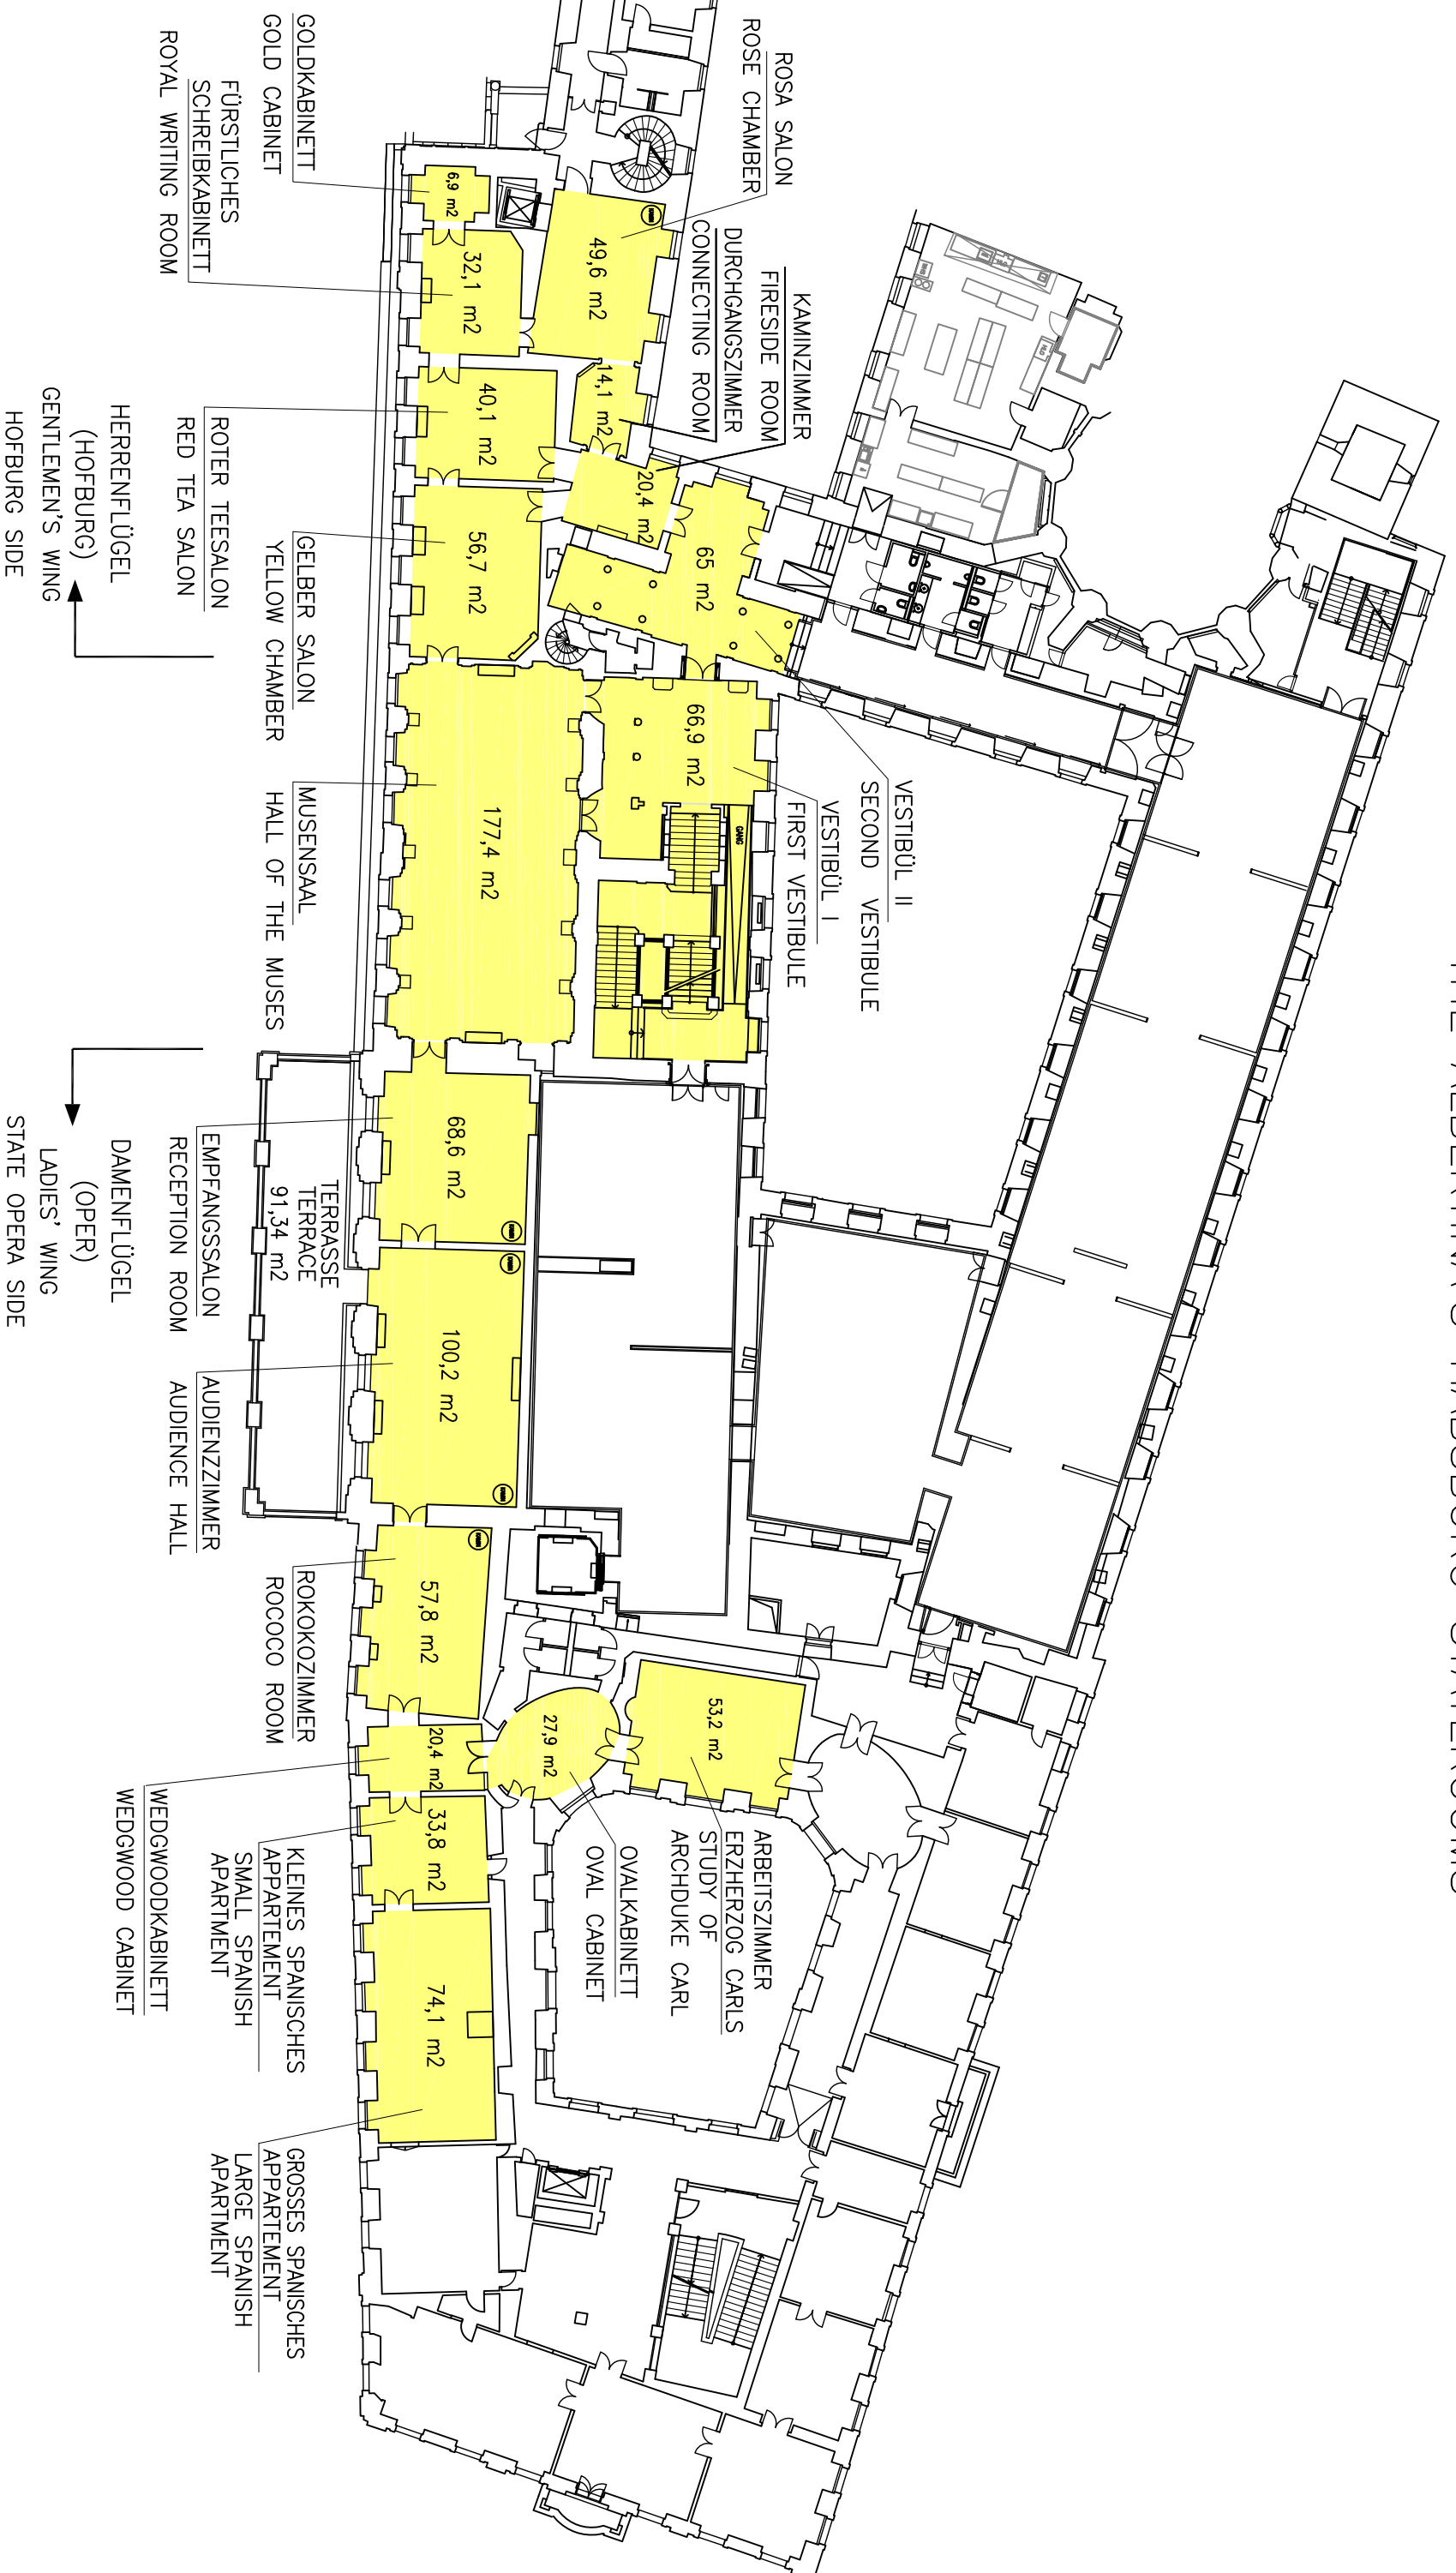 THE ALBERTINA'S HABSBURG STATEROOMS
ROSA SALON
ROSE CHAMBER
KAMINZIMMER
FIRESIDE ROOM
DURCHGANGSZIMMER
CONNECTING ROOM
VESTIBÜL II
SECOND VESTIBULE
VESTIBÜL I
FIRST VESTIBULE
ARBEITSZIMMER
ERZHERZOG CARLS
STUDY OF
ARCHDUKE CARL
OVALKABINETT
OVAL CABINET
49,6 m2
14,1 m2
20,4 m2
65 m2
66,9 m2
GANG
53,2 m2
27,9 m2
6,9 m2
32,1 m2
40,1 m2
56,7 m2
177,4 m2
68,6 m2
100,2 m2
57,8 m2
20,4 m2
33,8 m2
74,1 m2
TERRASSE
TERRACE
91,34 m2
GOLDKABINETT
GOLD CABINET
FÜRSTLICHES
SCHREIBKABINETT
ROYAL WRITING ROOM
ROTER TEESALON
RED TEA SALON
GELBER SALON
YELLOW CHAMBER
MUSENSAAL
HALL OF THE MUSES
EMPFANGSSALON
RECEPTION ROOM
AUDIENZZIMMER
AUDIENCE HALL
ROKOKOZIMMER
ROCOCO ROOM
WEDGWOODKABINETT
WEDGWOOD CABINET
KLEINES SPANISCHES
APPARTEMENT
SMALL SPANISH
APARTMENT
GROSSES SPANISCHES
APPARTEMENT
LARGE SPANISH
APARTMENT
HERRENFLÜGEL
(HOFBURG)
GENTLEMEN'S WING
HOFBURG SIDE
DAMENFLÜGEL
(OPER)
LADIES' WING
STATE OPERA SIDE